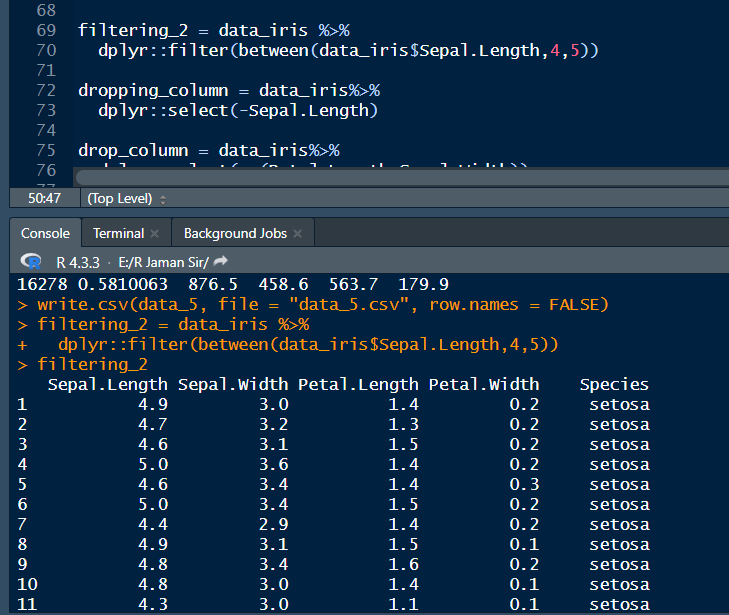 68
69 filtering_2 = data_iris %>%
70   dplyr::filter(between(data_iris$Sepal.Length,4,5))
71
72 dropping_column = data_iris%>%
73   dplyr::select(-Sepal.Length)
74
75 drop_column = data_iris%>%
76
77
50:47 (Top Level)
Console Terminal × Background Jobs ×
R 4.3.3 · E:/R Jaman Sir/
16278 0.5810063  876.5  458.6  563.7  179.9
> write.csv(data_5, file = "data_5.csv", row.names = FALSE)
> filtering_2 = data_iris %>%
+   dplyr::filter(between(data_iris$Sepal.Length,4,5))
> filtering_2
   Sepal.Length Sepal.Width Petal.Length Petal.Width    Species
1           4.9         3.0          1.4         0.2     setosa
2           4.7         3.2          1.3         0.2     setosa
3           4.6         3.1          1.5         0.2     setosa
4           5.0         3.6          1.4         0.2     setosa
5           4.6         3.4          1.4         0.3     setosa
6           5.0         3.4          1.5         0.2     setosa
7           4.4         2.9          1.4         0.2     setosa
8           4.9         3.1          1.5         0.1     setosa
9           4.8         3.4          1.6         0.2     setosa
10          4.8         3.0          1.4         0.1     setosa
11          4.3         3.0          1.1         0.1     setosa